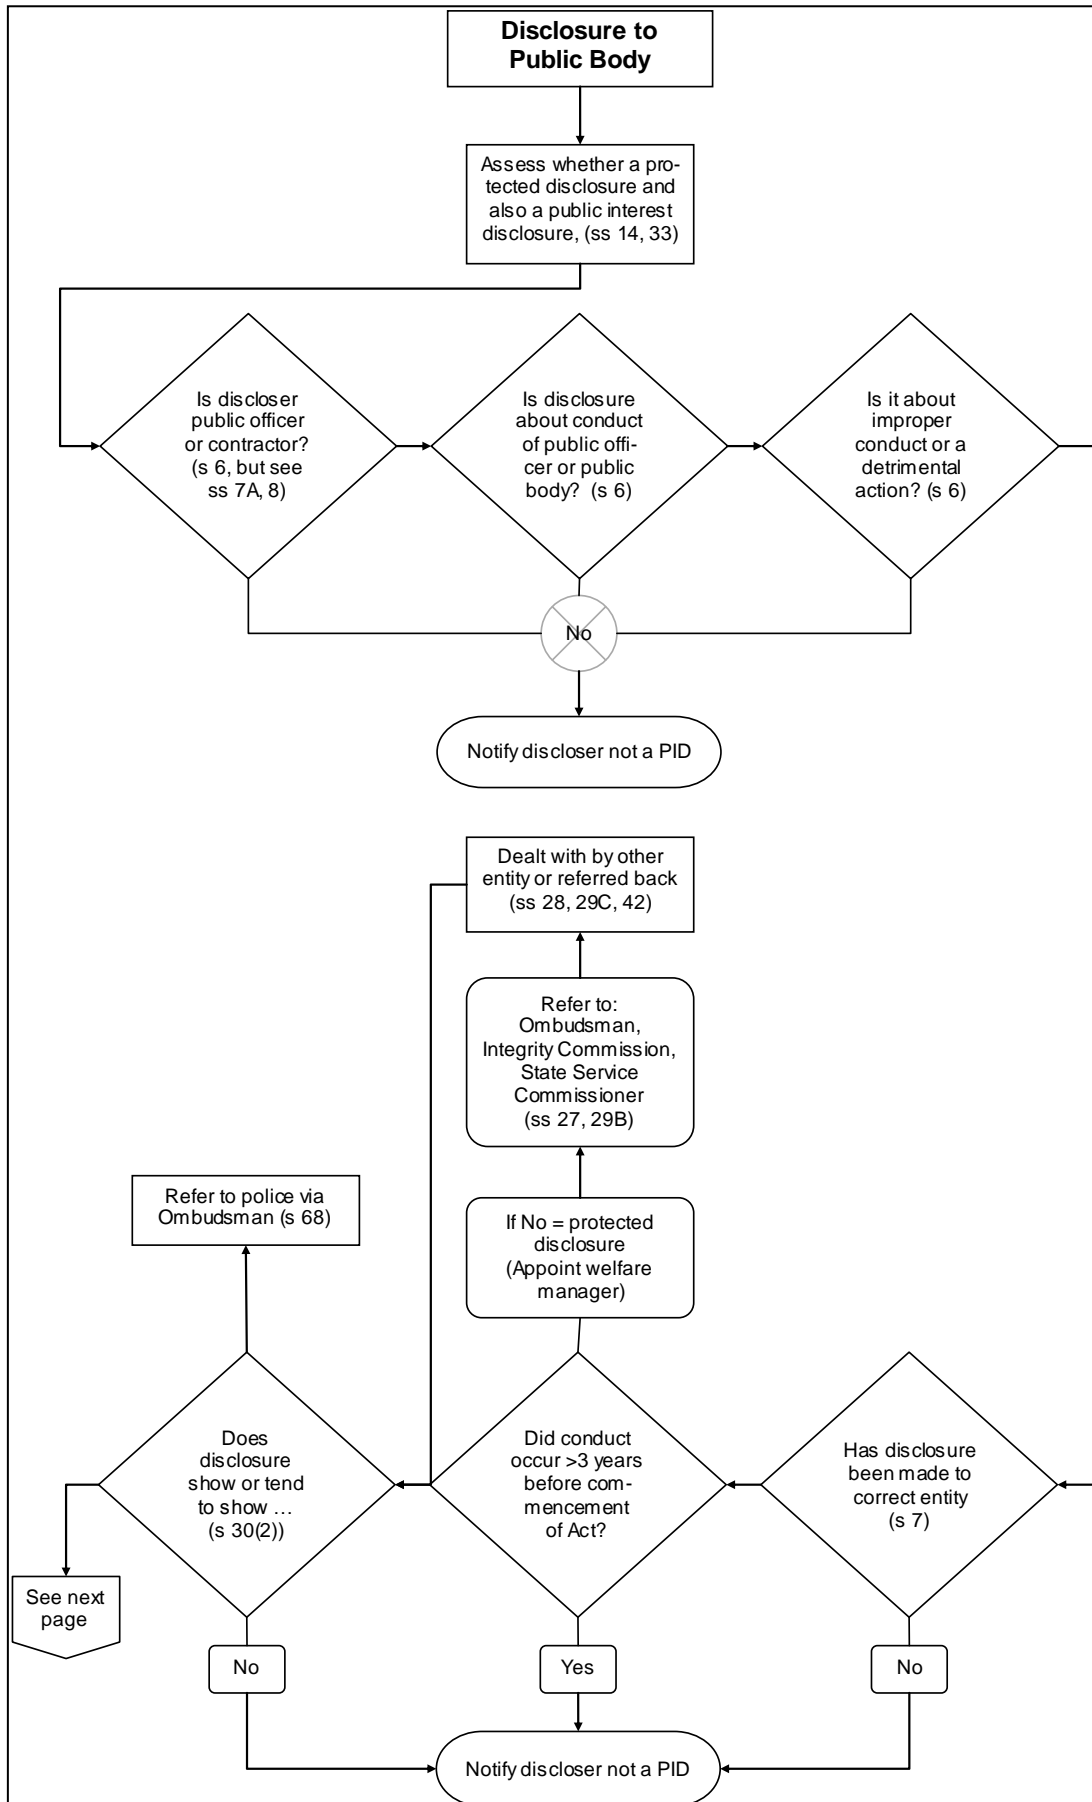 Disclosure to
Public Body
Assess whether a pro-
tected disclosure and
also a public interest
disclosure, (ss 14, 33)
Is discloser
public officer
or contractor?
(s 6, but see
ss 7A, 8)
Is disclosure
about conduct
of public offi-
cer or public
body? (s 6)
Is it about
improper
conduct or a
detrimental
action? (s 6)
No
Notify discloser not a PID
Dealt with by other
entity or referred back
(ss 28, 29C, 42)
Refer to:
Ombudsman,
Integrity Commission,
State Service
Commissioner
(ss 27, 29B)
Refer to police via
Ombudsman (s 68)
If No = protected
disclosure
(Appoint welfare
manager)
Does
disclosure
show or tend
to show …
(s 30(2))
Did conduct
occur >3 years
before com-
mencement
of Act?
Has disclosure
been made to
correct entity
(s 7)
See next
page
No
Yes
No
Notify discloser not a PID